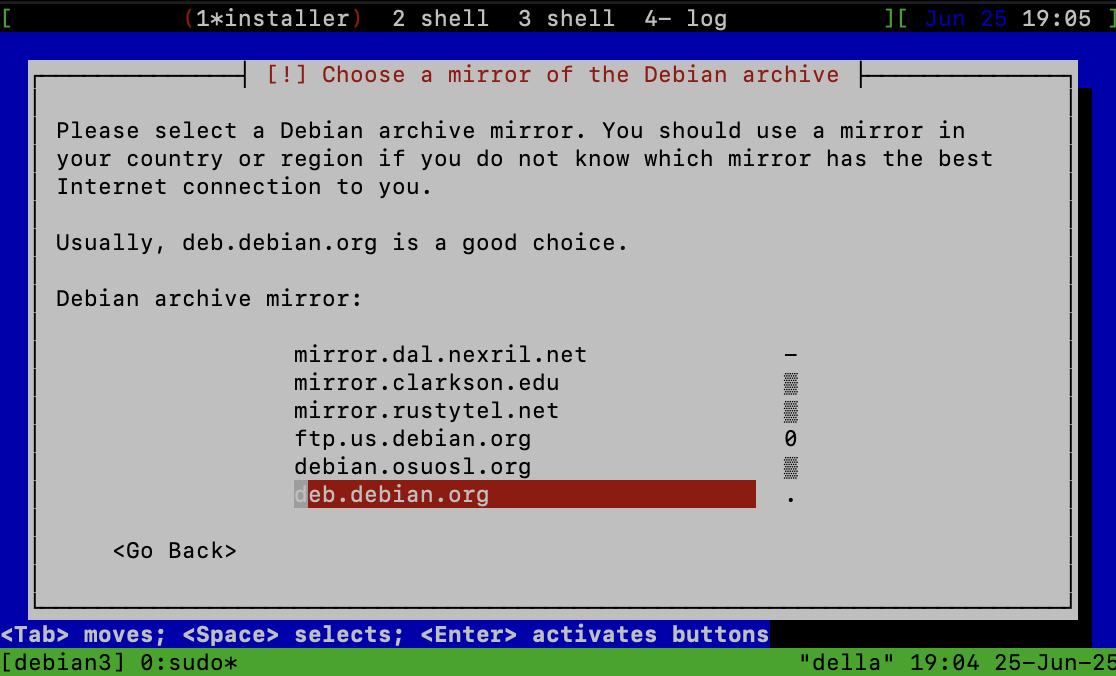 [ (1*installer) 2 shell 3 shell 4- log ][ Jun 25 19:05 ]
[!] Choose a mirror of the Debian archive
Please select a Debian archive mirror. You should use a mirror in
your country or region if you do not know which mirror has the best
Internet connection to you.
Usually, deb.debian.org is a good choice.
Debian archive mirror:
mirror.dal.nexril.net -
mirror.clarkson.edu
mirror.rustytel.net
ftp.us.debian.org 0
debian.osuosl.org
deb.debian.org .
<Go Back>
<Tab> moves; <Space> selects; <Enter> activates buttons
[debian3] 0:sudo* "della" 19:04 25-Jun-25